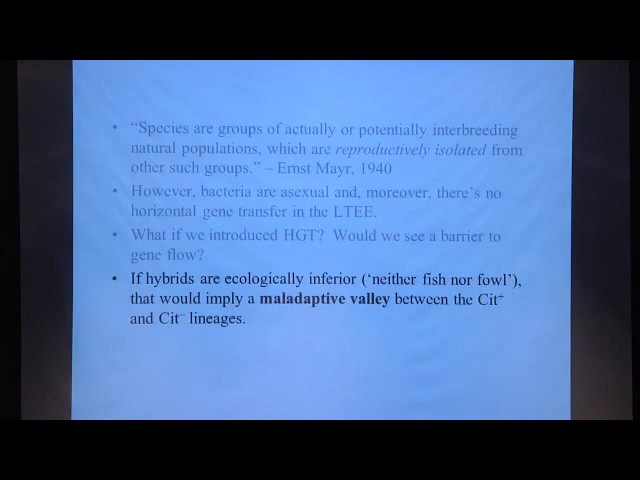 • “Species are groups of actually or potentially interbreeding
natural populations, which are reproductively isolated from
other such groups.” – Ernst Mayr, 1940
• However, bacteria are asexual and, moreover, there's no
horizontal gene transfer in the LTEE.
• What if we introduced HGT?  Would we see a barrier to
gene flow?
• If hybrids are ecologically inferior (‘neither fish nor fowl’),
that would imply a maladaptive valley between the Cit⁺
and Cit⁻ lineages.